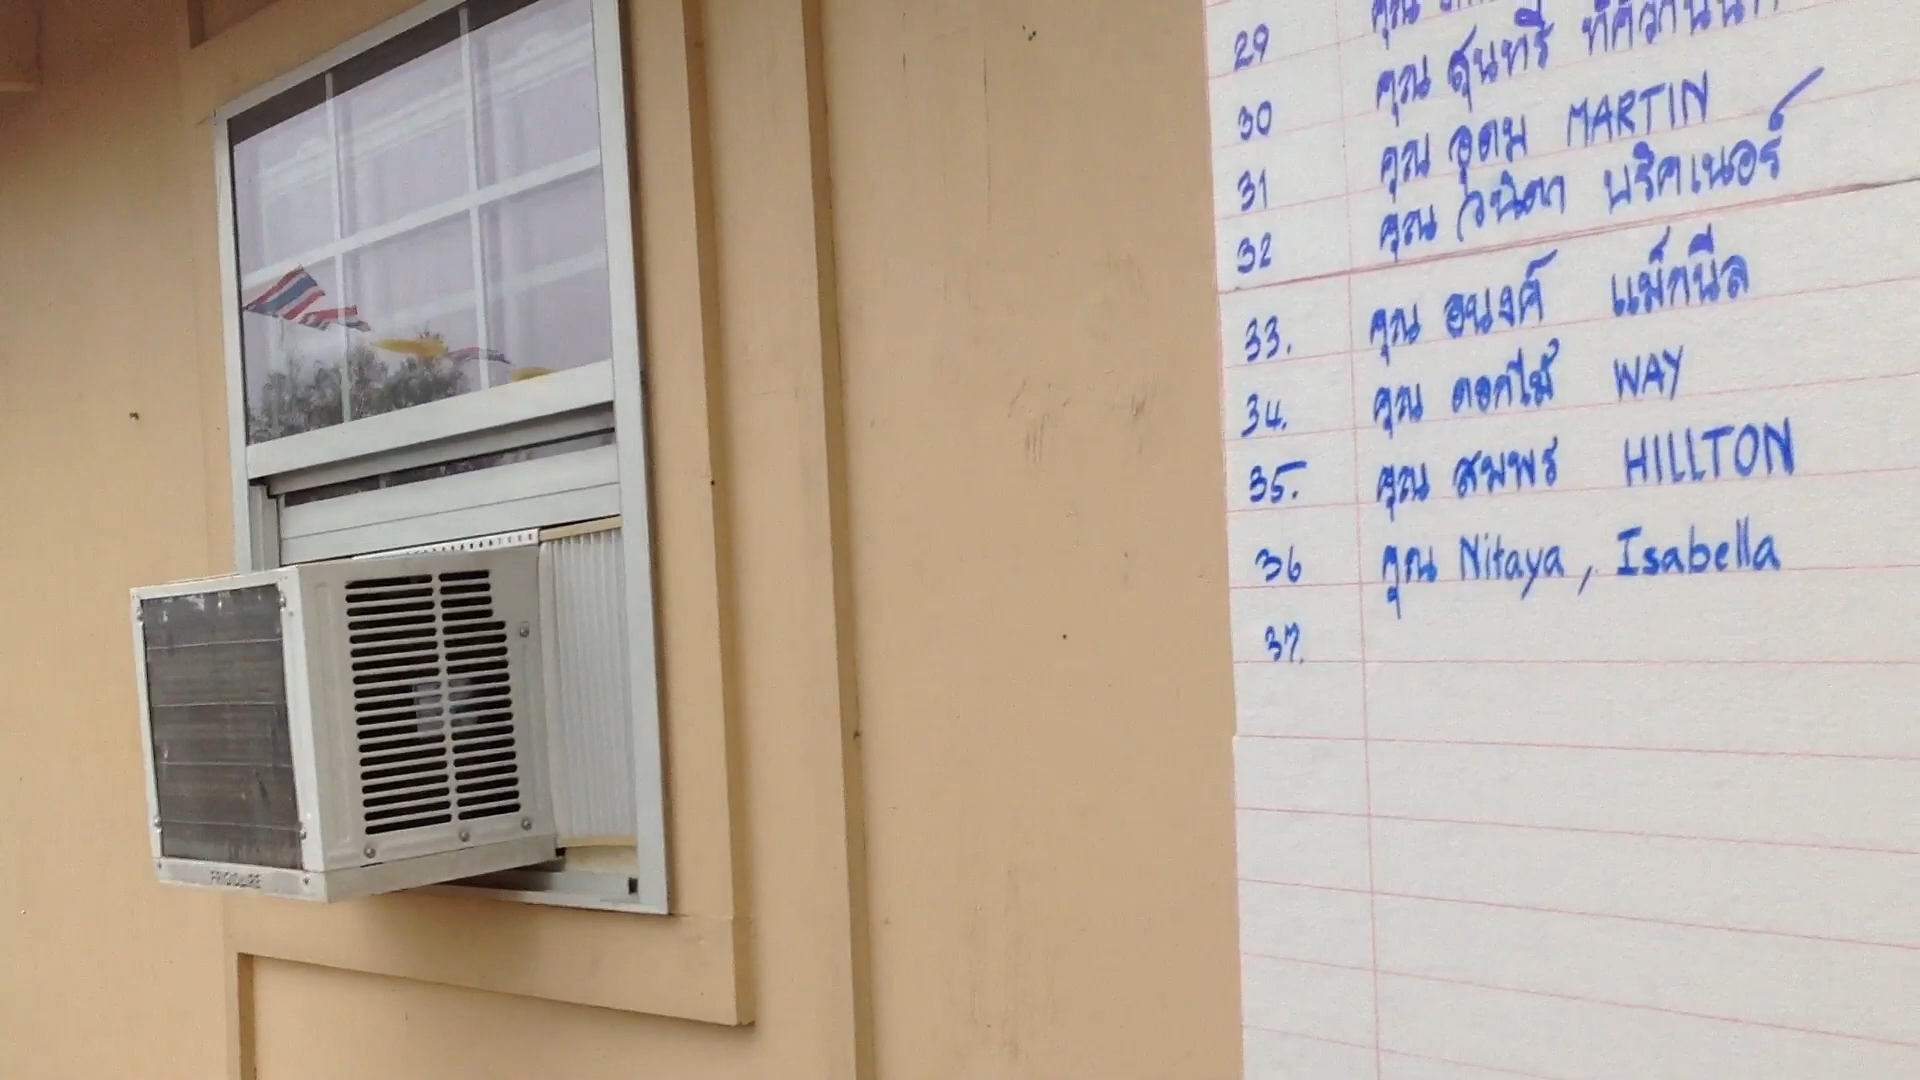 29
คุณ สุนทรี
30
คุณ อุดม MARTIN
31
คุณ วนิดา บริคเนอร์
32
33. คุณ อนงค์ แม็กนีล
34. คุณ ดอกไม้ WAY
35. คุณ สมพร HILLTON
36 คุณ Nitaya, Isabella
37.
FRIGIDAIRE